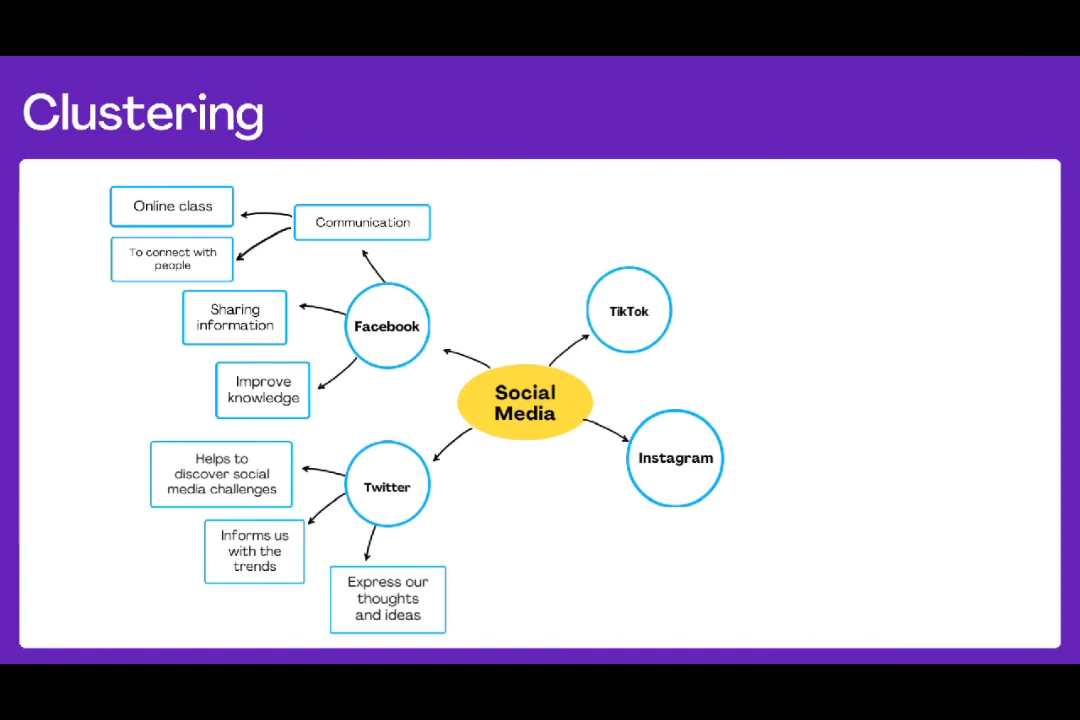 Clustering
Online class
Communication
To connect with
people
Sharing
information
Facebook
TikTok
Improve
knowledge
Social
Media
Helps to
discover social
media challenges
Twitter
Instagram
Informs us
with the
trends
Express our
thoughts
and ideas